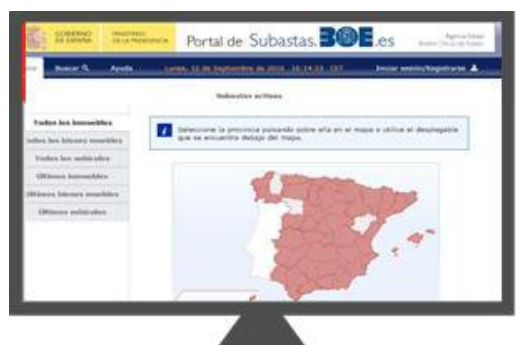 GOBIERNO DE ESPAÑA
MINISTERIO DE LA PRESIDENCIA
Portal de Subastas. BOE.es
Agencia Estatal
Boletín Oficial del Estado
Buscar
Ayuda
Lunes, 12 de Septiembre de 2016 16:14:23 CET
Iniciar sesión/Registrarse
Subastas activas
Todos los inmuebles
Todos los bienes muebles
Todos los vehículos
Últimos inmuebles
Últimos bienes muebles
Últimos vehículos
i Seleccione la provincia pulsando sobre ella en el mapa o utilice el desplegable
que se encuentra debajo del mapa.